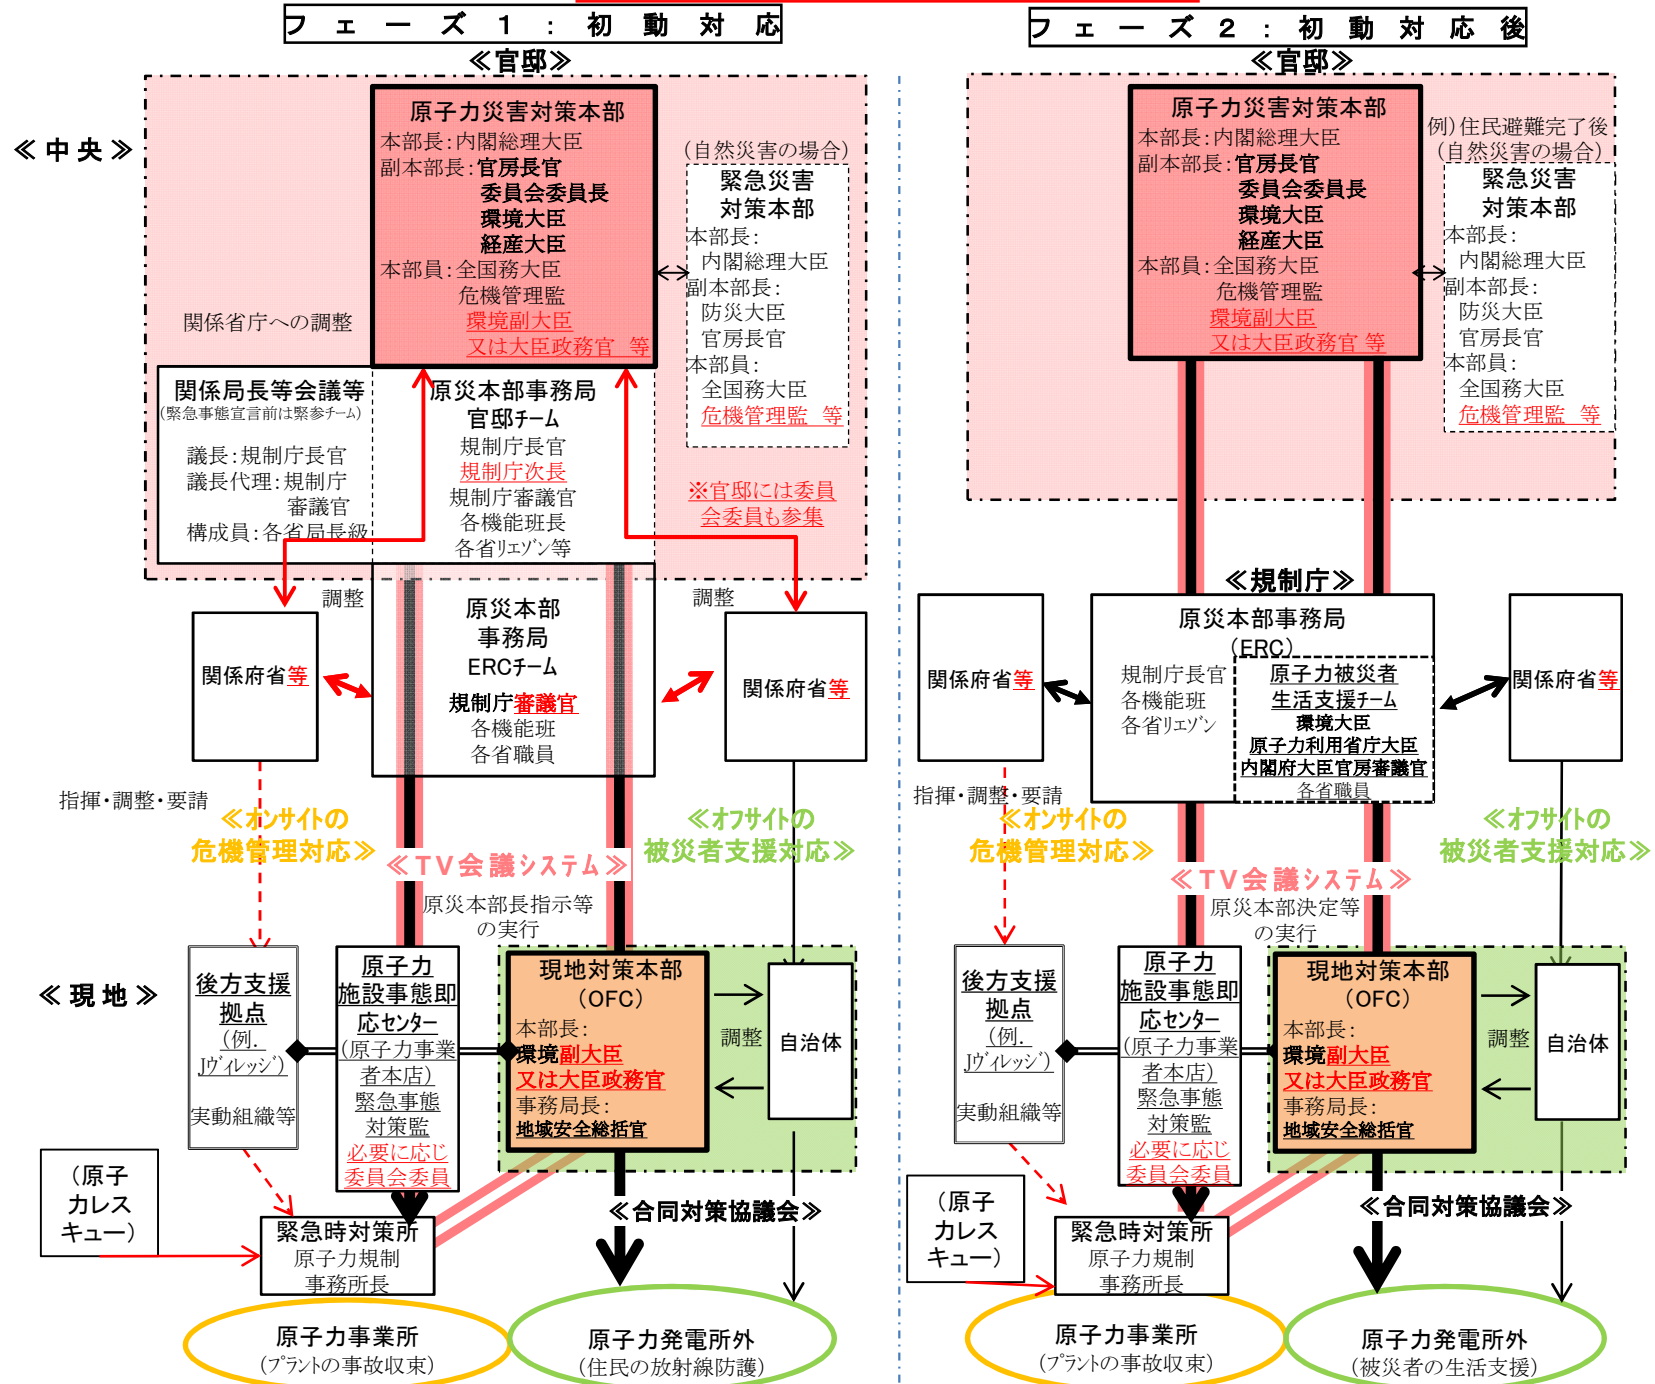 フェーズ1:初動対応
≪官邸≫
≪中央≫
原子力災害対策本部
本部長:内閣総理大臣
副本部長:官房長官
委員会委員長
環境大臣
経産大臣
本部員:全国務大臣
危機管理監
環境副大臣
又は大臣政務官 等
(自然災害の場合)
緊急災害
対策本部
本部長:
内閣総理大臣
副本部長:
防災大臣
官房長官
本部員:
全国務大臣
危機管理監 等
関係省庁への調整
関係局長等会議等
(緊急事態宣言前は緊参チーム)
議長:規制庁長官
議長代理:規制庁
審議官
構成員:各省局長級
原災本部事務局
官邸チーム
規制庁長官
規制庁次長
規制庁審議官
各機能班長
各省リエゾン等
※官邸には委員
会委員も参集
調整
調整
関係府省等
原災本部
事務局
ERCチーム
規制庁審議官
各機能班
各省職員
関係府省等
指揮・調整・要請
≪オンサイトの
危機管理対応≫
≪オフサイトの
被災者支援対応≫
≪TV会議システム≫
原災本部長指示等
の実行
≪現地≫
後方支援
拠点
(例.
Jヴィレッジ)
実動組織等
原子力
施設事態即
応センター
(原子力事業
者本店)
緊急事態
対策監
必要に応じ
委員会委員
現地対策本部
(OFC)
本部長:
環境副大臣
又は大臣政務官
事務局長:
地域安全総括官
調整
自治体
(原子
力レス
キュー)
≪合同対策協議会≫
緊急時対策所
原子力規制
事務所長
原子力事業所
(プラントの事故収束)
原子力発電所外
(住民の放射線防護)
フェーズ2:初動対応後
≪官邸≫
原子力災害対策本部
本部長:内閣総理大臣
副本部長:官房長官
委員会委員長
環境大臣
経産大臣
本部員:全国務大臣
危機管理監
環境副大臣
又は大臣政務官 等
例)住民避難完了後
(自然災害の場合)
緊急災害
対策本部
本部長:
内閣総理大臣
副本部長:
防災大臣
官房長官
本部員:
全国務大臣
危機管理監 等
≪規制庁≫
関係府省等
原災本部事務局
(ERC)
規制庁長官
各機能班
各省リエゾン
原子力被災者
生活支援チーム
環境大臣
原子力利用省庁大臣
内閣府大臣官房審議官
各省職員
関係府省等
指揮・調整・要請
≪オンサイトの
危機管理対応≫
≪オフサイトの
被災者支援対応≫
≪TV会議システム≫
原災本部決定等
の実行
後方支援
拠点
(例.
Jヴィレッジ)
実動組織等
原子力
施設事態即
応センター
(原子力事業
者本店)
緊急事態
対策監
必要に応じ
委員会委員
現地対策本部
(OFC)
本部長:
環境副大臣
又は大臣政務官
事務局長:
地域安全総括官
調整
自治体
(原子
力レス
キュー)
≪合同対策協議会≫
緊急時対策所
原子力規制
事務所長
原子力事業所
(プラントの事故収束)
原子力発電所外
(被災者の生活支援)